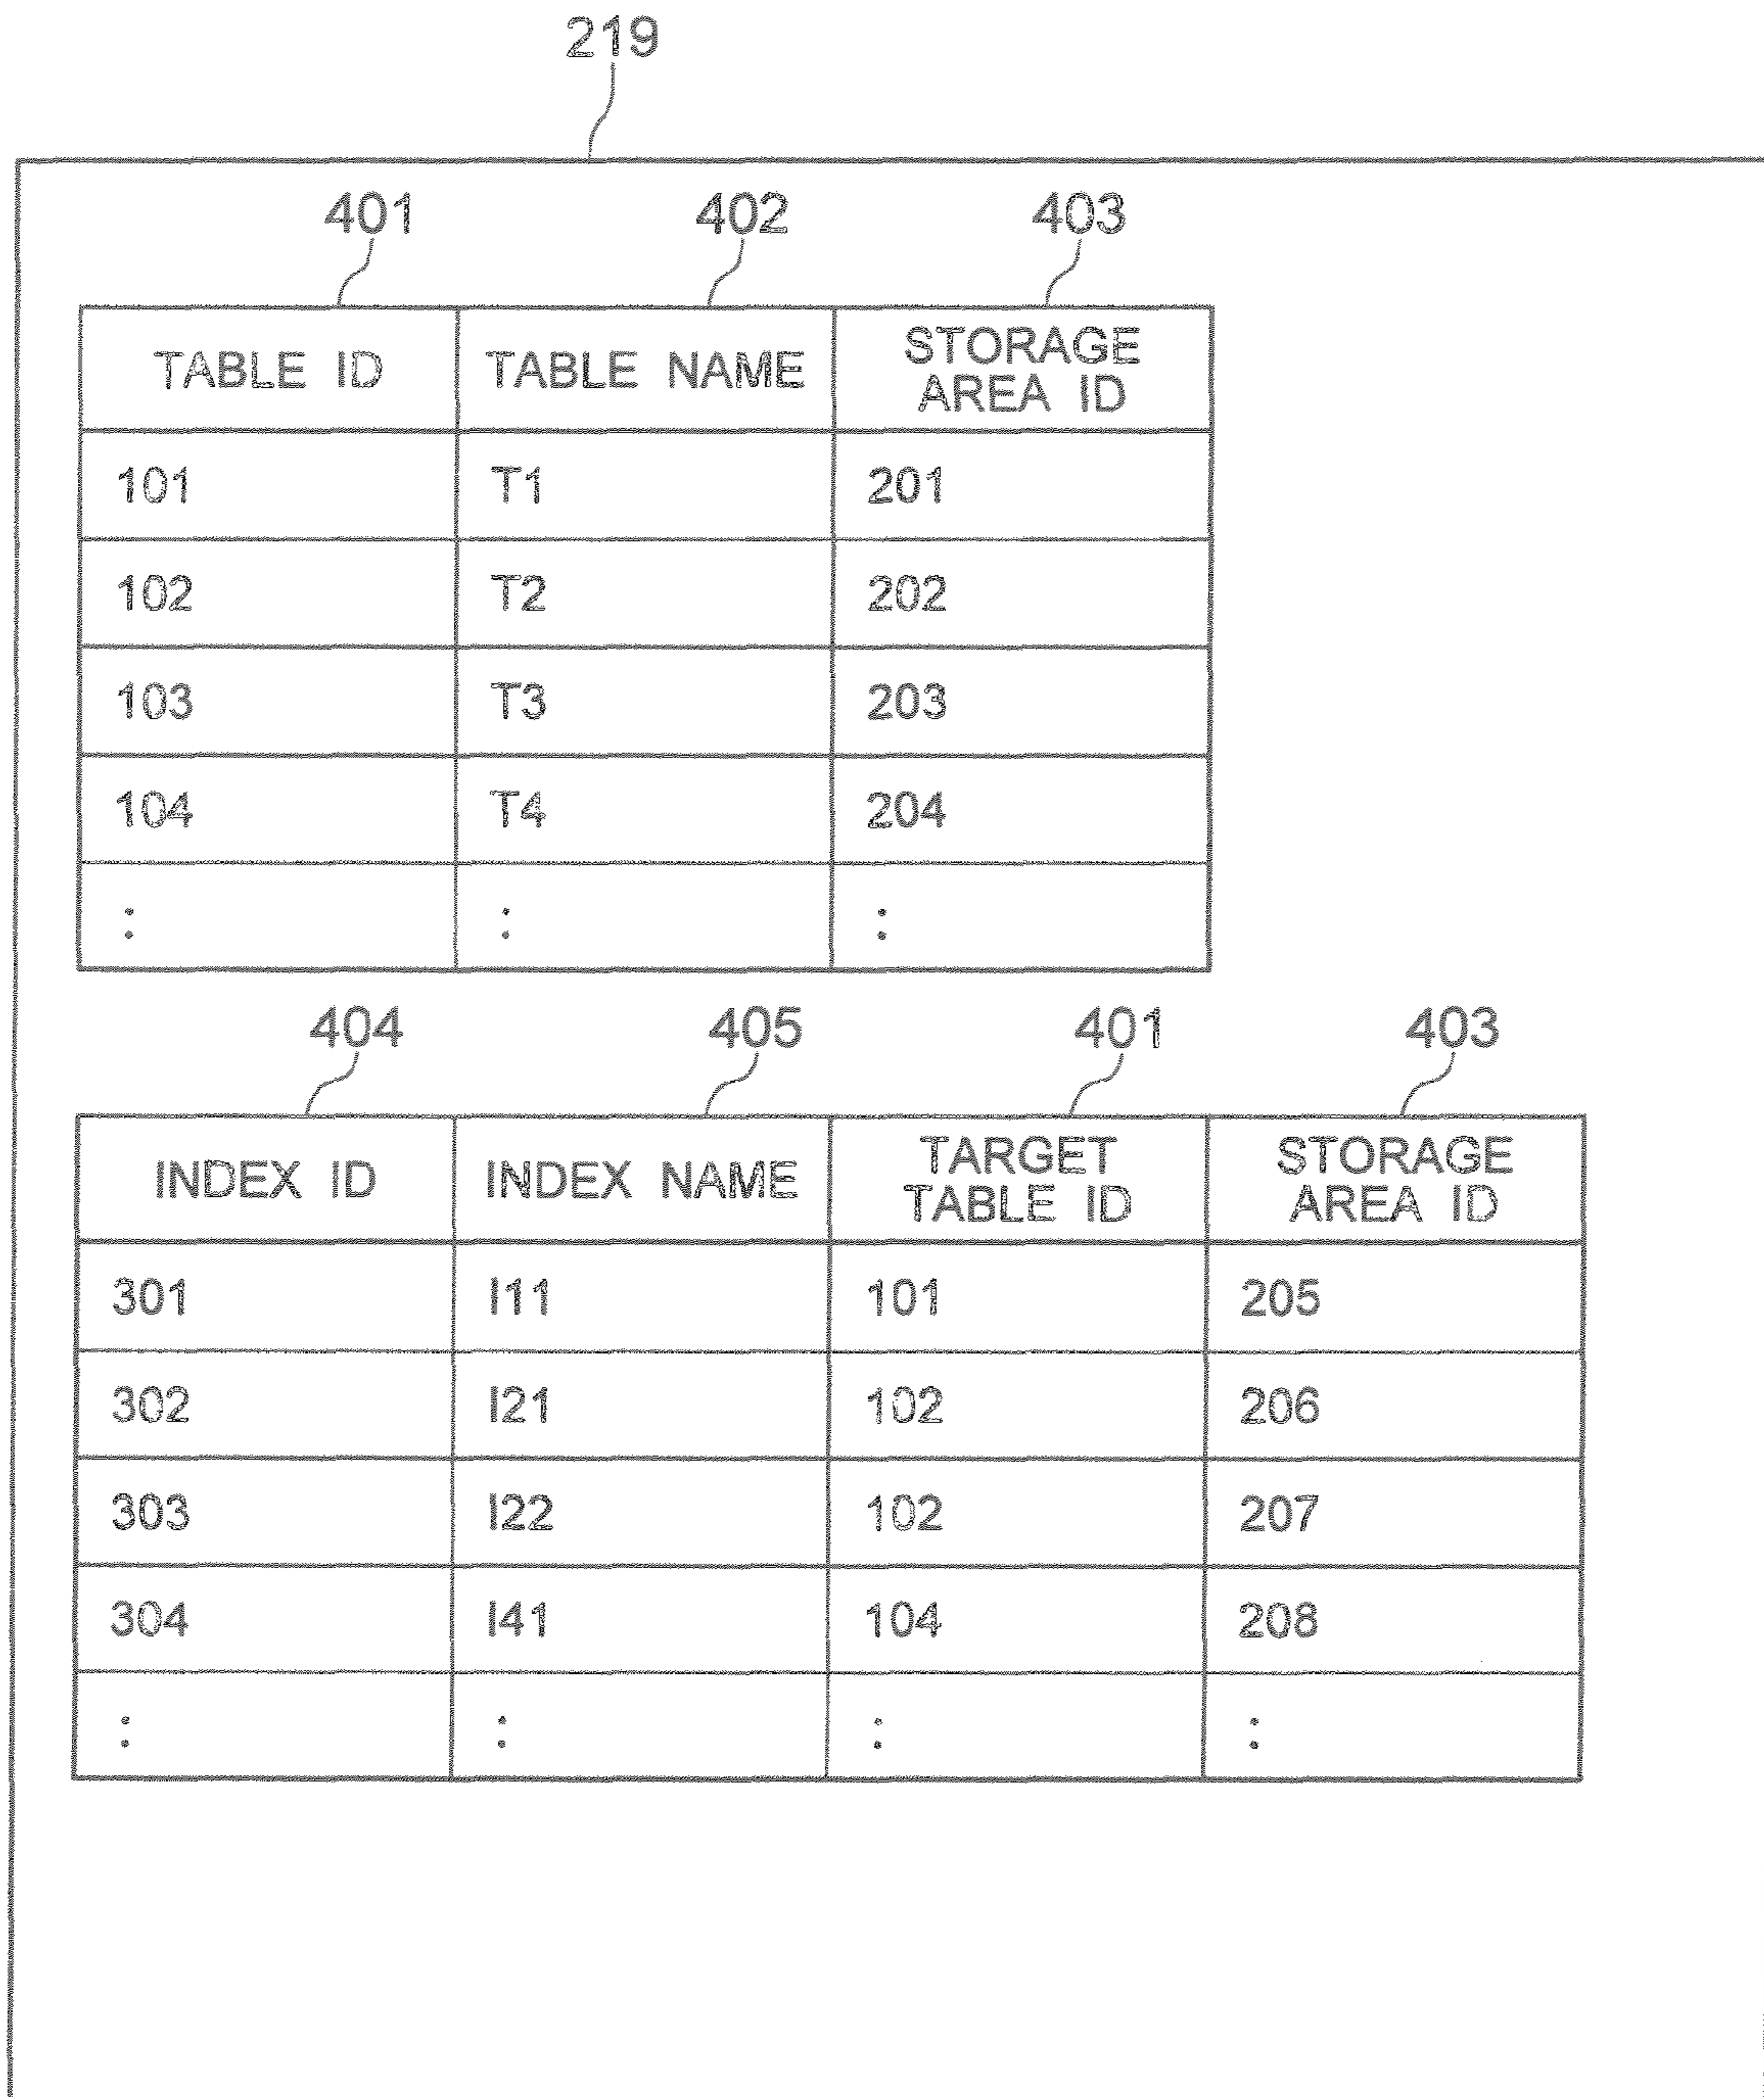 219
401 402 403
TABLE ID TABLE NAME STORAGE AREA ID
101 T1 201
102 T2 202
103 T3 203
104 T4 204
: : :
404 405 401 403
INDEX ID INDEX NAME TARGET TABLE ID STORAGE AREA ID
301 I11 101 205
302 I21 102 206
303 I22 102 207
304 I41 104 208
: : : :